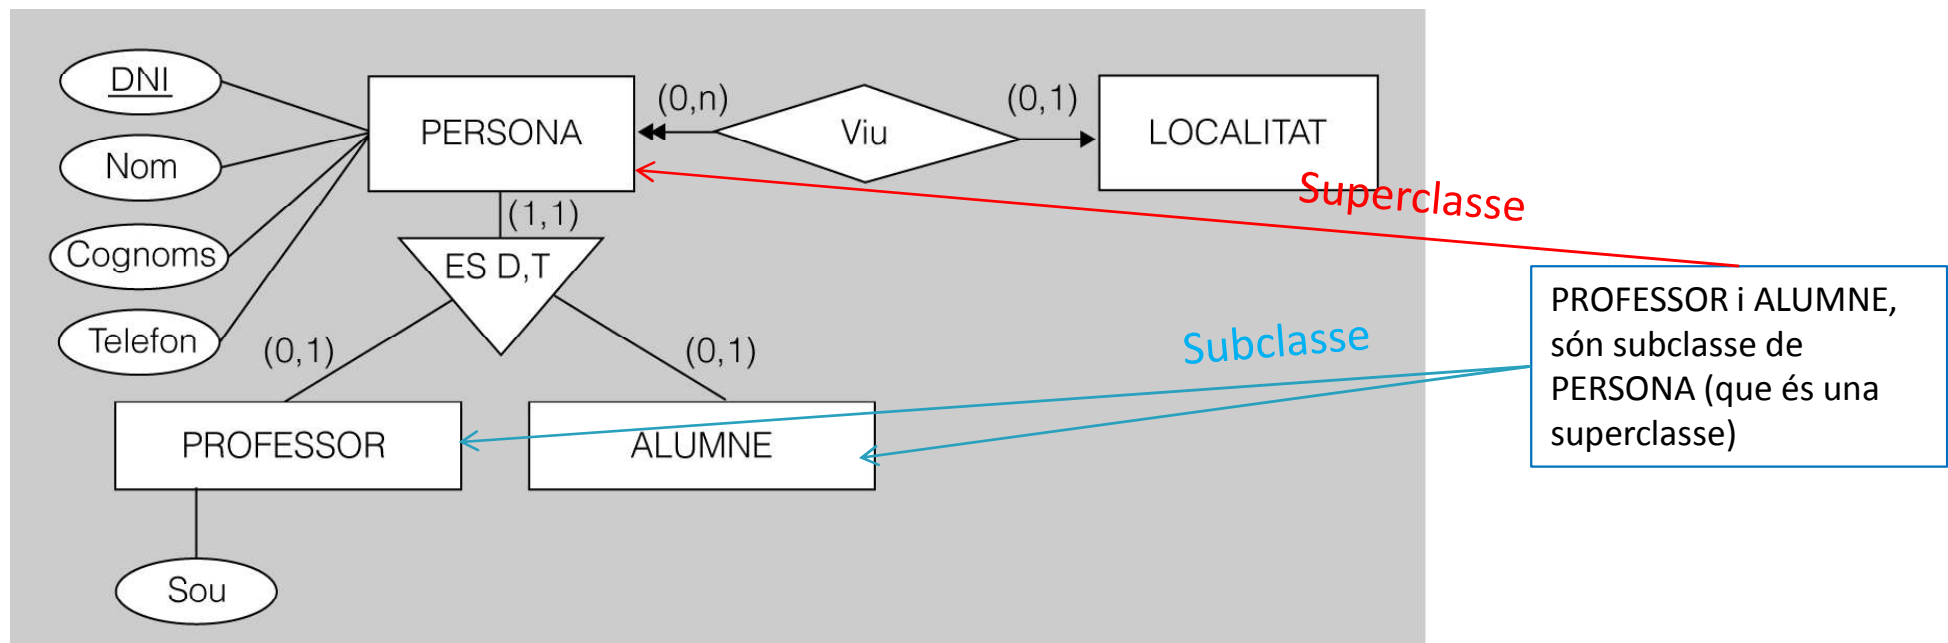 DNI
Nom
Cognoms
Telefon
PERSONA
(0,n)
Viu
(0,1)
LOCALITAT
(1,1)
ES D,T
(0,1)
(0,1)
PROFESSOR
ALUMNE
Sou
Superclasse
Subclasse
PROFESSOR i ALUMNE,
són subclasse de
PERSONA (que és una
superclasse)